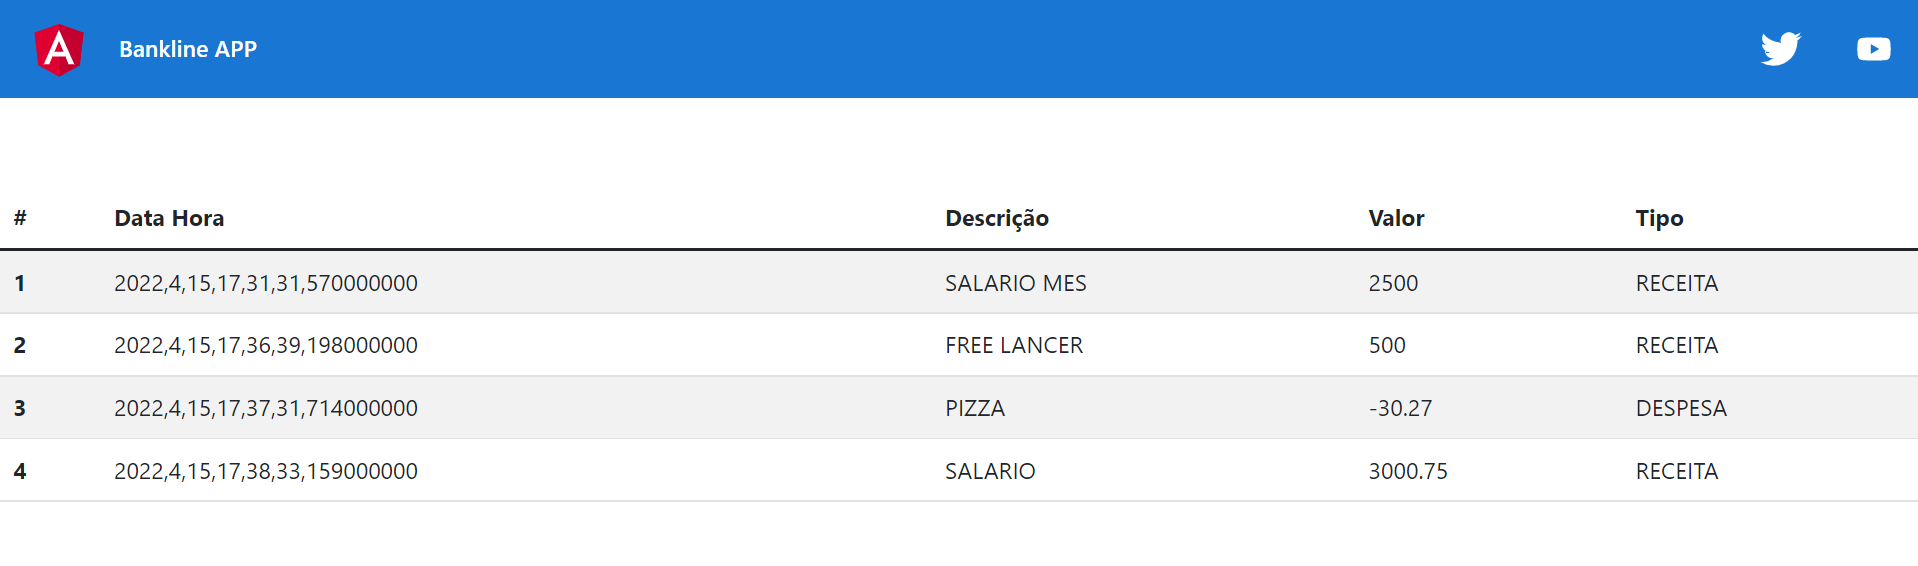 A
Bankline APP
# Data Hora Descrição Valor Tipo
1 2022,4,15,17,31,31,570000000 SALARIO MES 2500 RECEITA
2 2022,4,15,17,36,39,198000000 FREE LANCER 500 RECEITA
3 2022,4,15,17,37,31,714000000 PIZZA -30.27 DESPESA
4 2022,4,15,17,38,33,159000000 SALARIO 3000.75 RECEITA